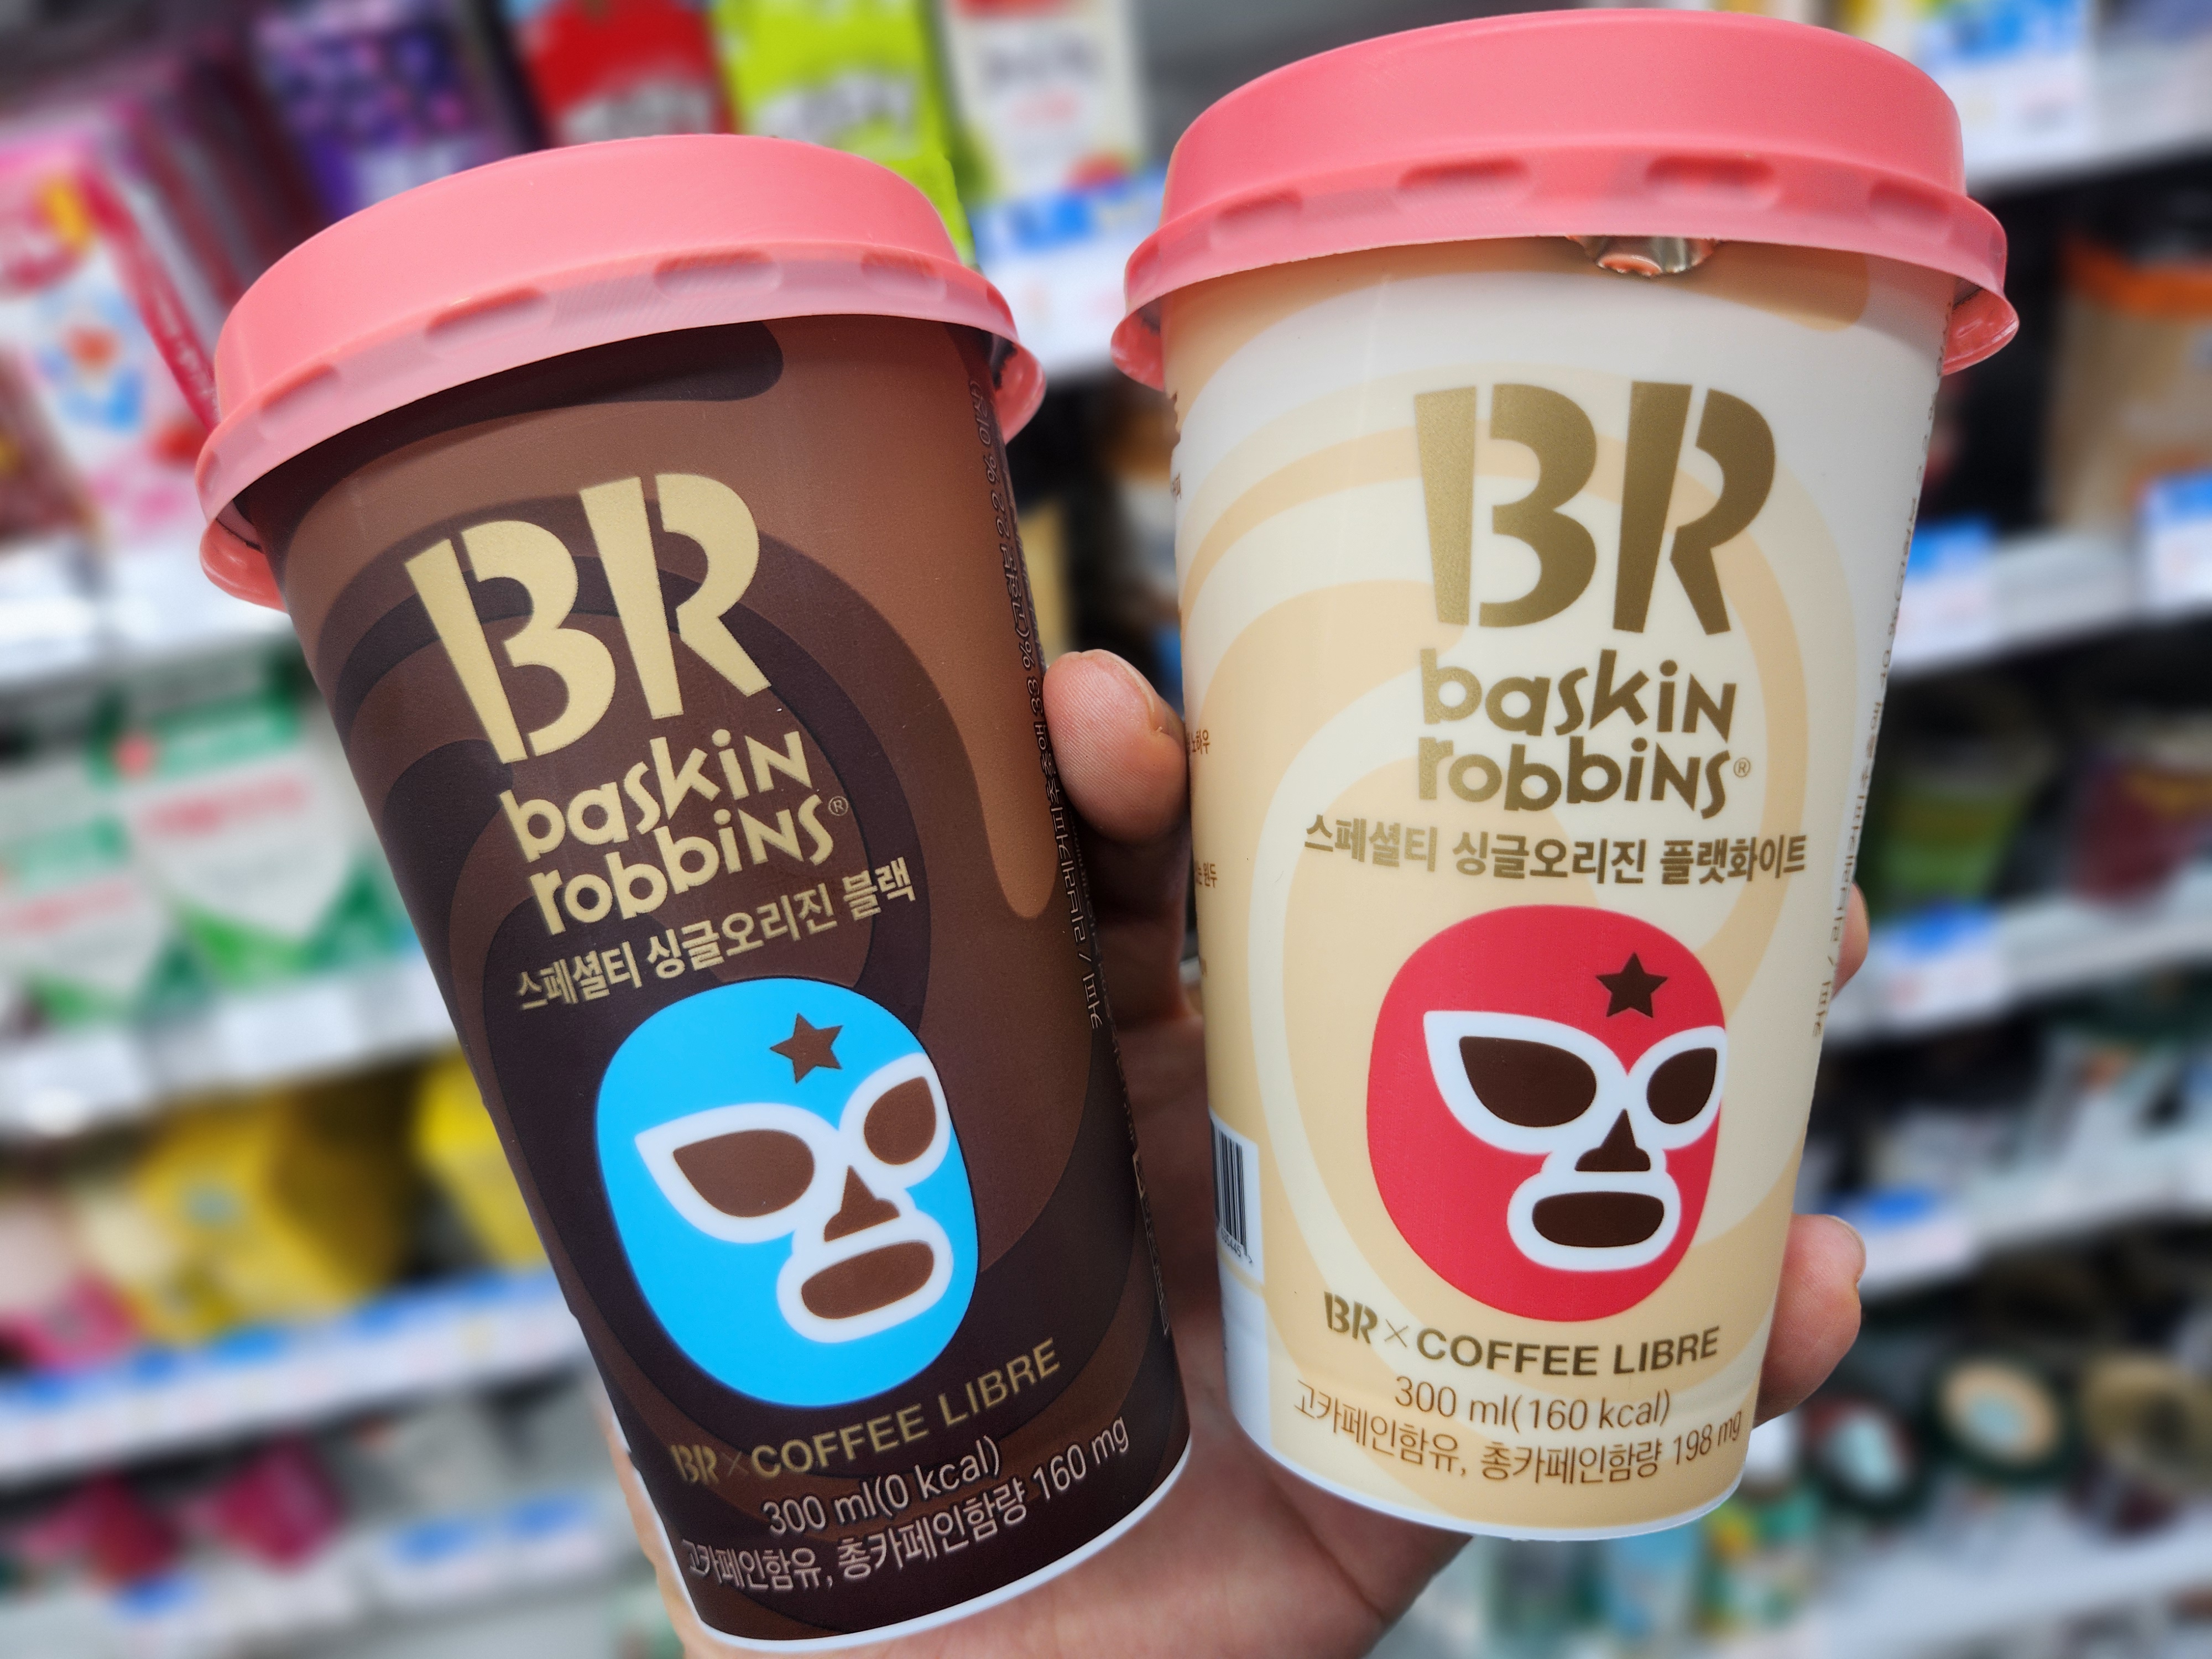 BR
baskin
robbins®
스페셜티 싱글오리진 블랙
BR × COFFEE LIBRE
300 ml(0 kcal)
고카페인함유, 총카페인함량 160 mg
BR
baskin
robbins®
스페셜티 싱글오리진 플랫화이트
BR × COFFEE LIBRE
300 ml(160 kcal)
고카페인함유, 총카페인함량 198 mg